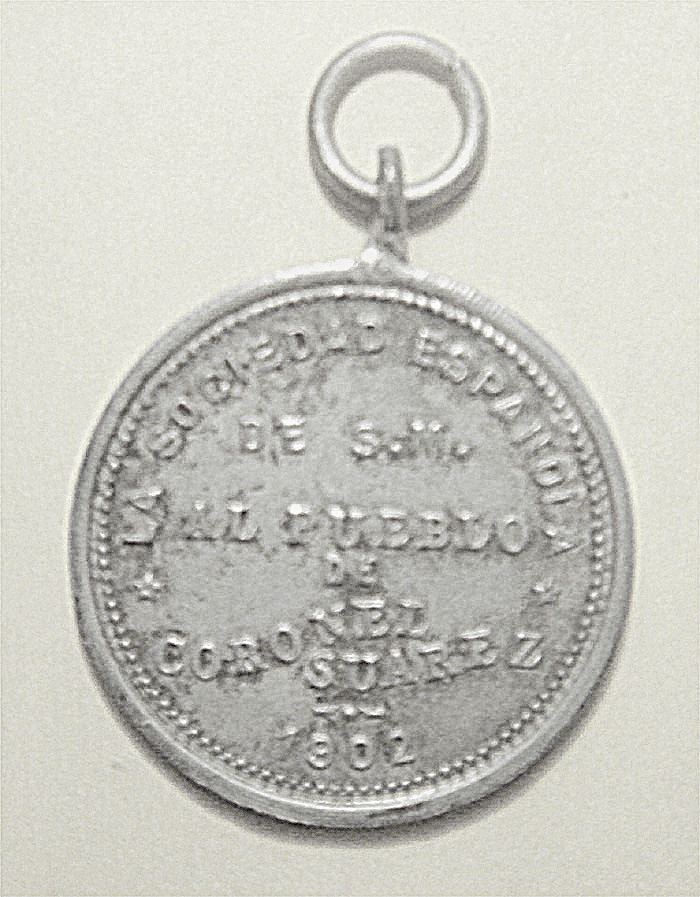 LA SOCIEDAD ESPAÑOLA
DE S.M.
AL PUEBLO
DE
CORONEL
SUAREZ
1902